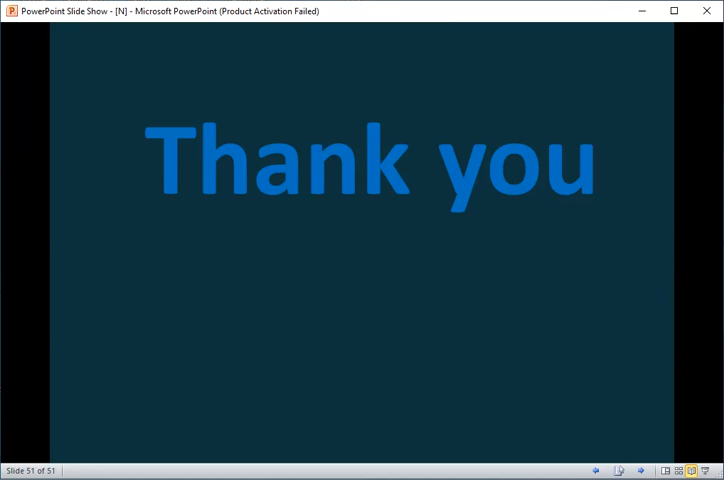 PowerPoint Slide Show - [N] - Microsoft PowerPoint (Product Activation Failed)
Thank you
Slide 51 of 51